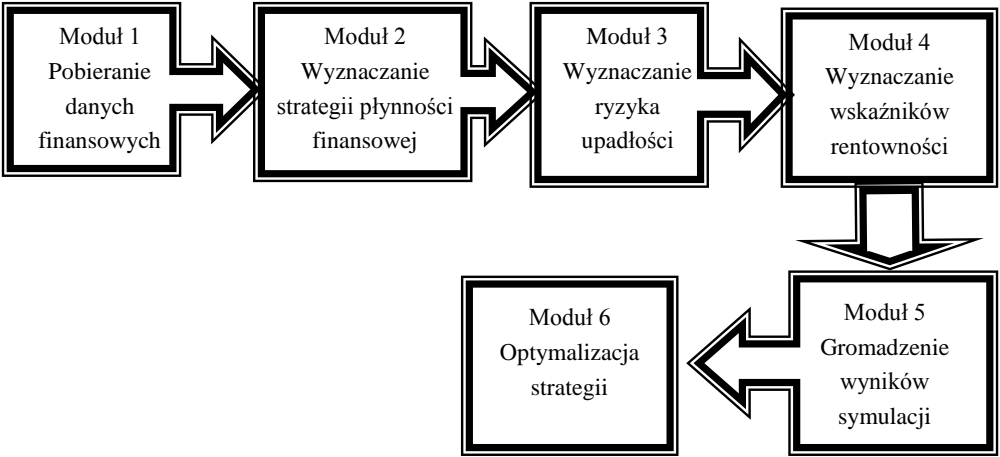 Moduł 1
Pobieranie
danych
finansowych
Moduł 2
Wyznaczanie
strategii płynności
finansowej
Moduł 3
Wyznaczanie
ryzyka
upadłości
Moduł 4
Wyznaczanie
wskaźników
rentowności
Moduł 5
Gromadzenie
wyników
symulacji
Moduł 6
Optymalizacja
strategii